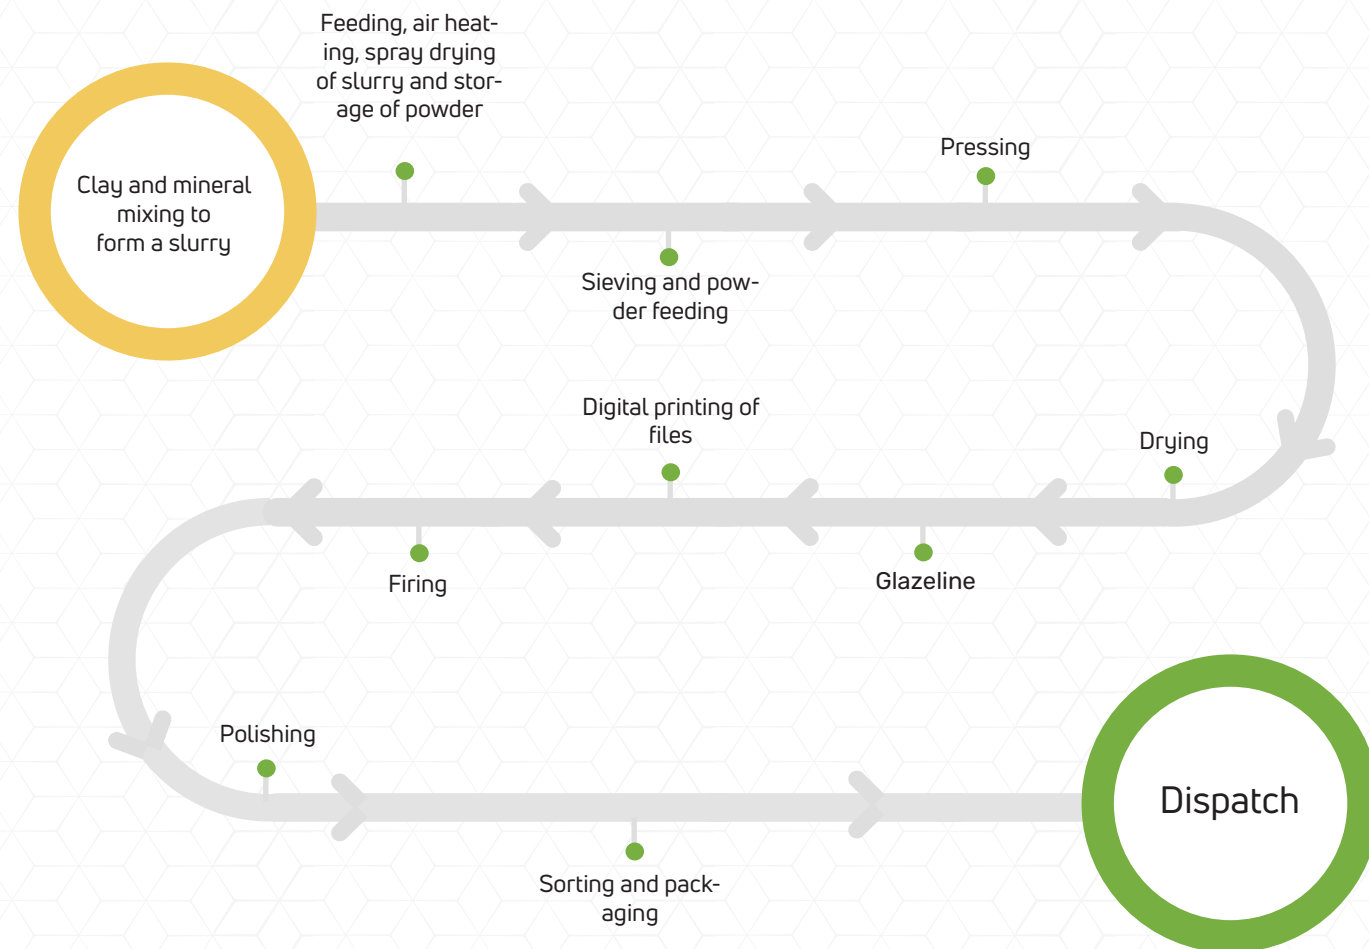 Feeding, air heat-
ing, spray drying
of slurry and stor-
age of powder
Clay and mineral
mixing to
form a slurry
Pressing
Sieving and pow-
der feeding
Digital printing of
files
Drying
Firing
Glazeline
Polishing
Dispatch
Sorting and pack-
aging